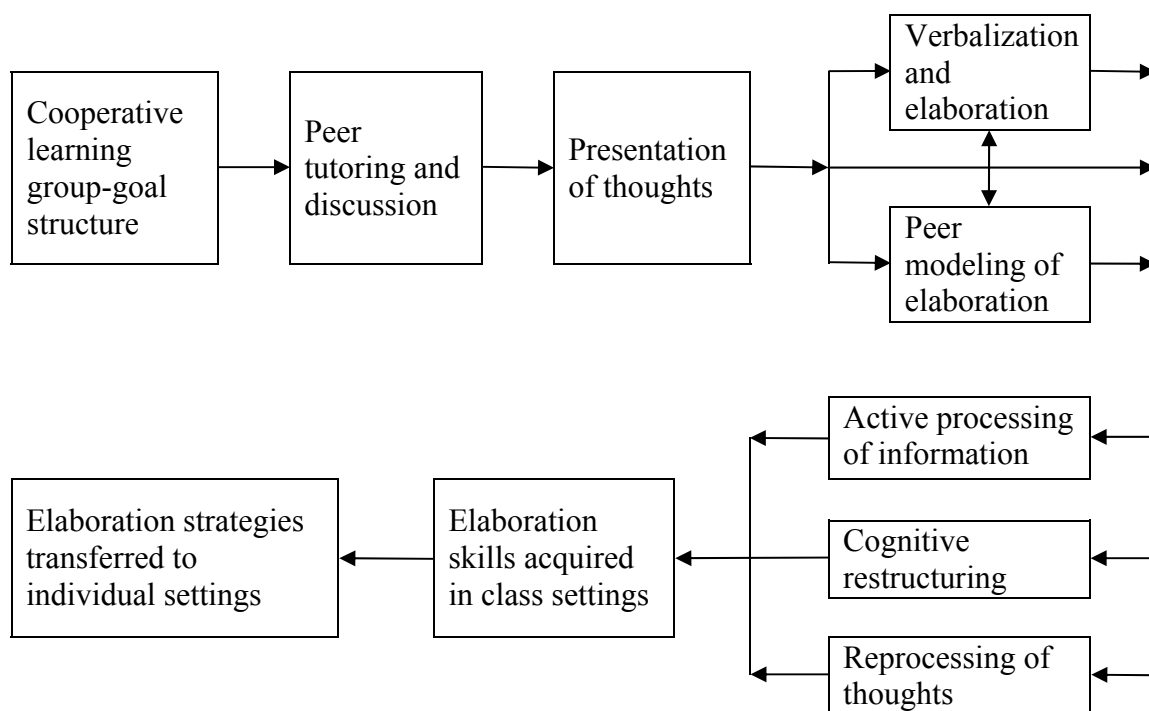 Cooperative
learning
group-goal
structure
Peer
tutoring and
discussion
Presentation
of thoughts
Verbalization
and
elaboration
Peer
modeling of
elaboration
Active processing
of information
Cognitive
restructuring
Reprocessing of
thoughts
Elaboration
skills acquired
in class settings
Elaboration strategies
transferred to
individual settings